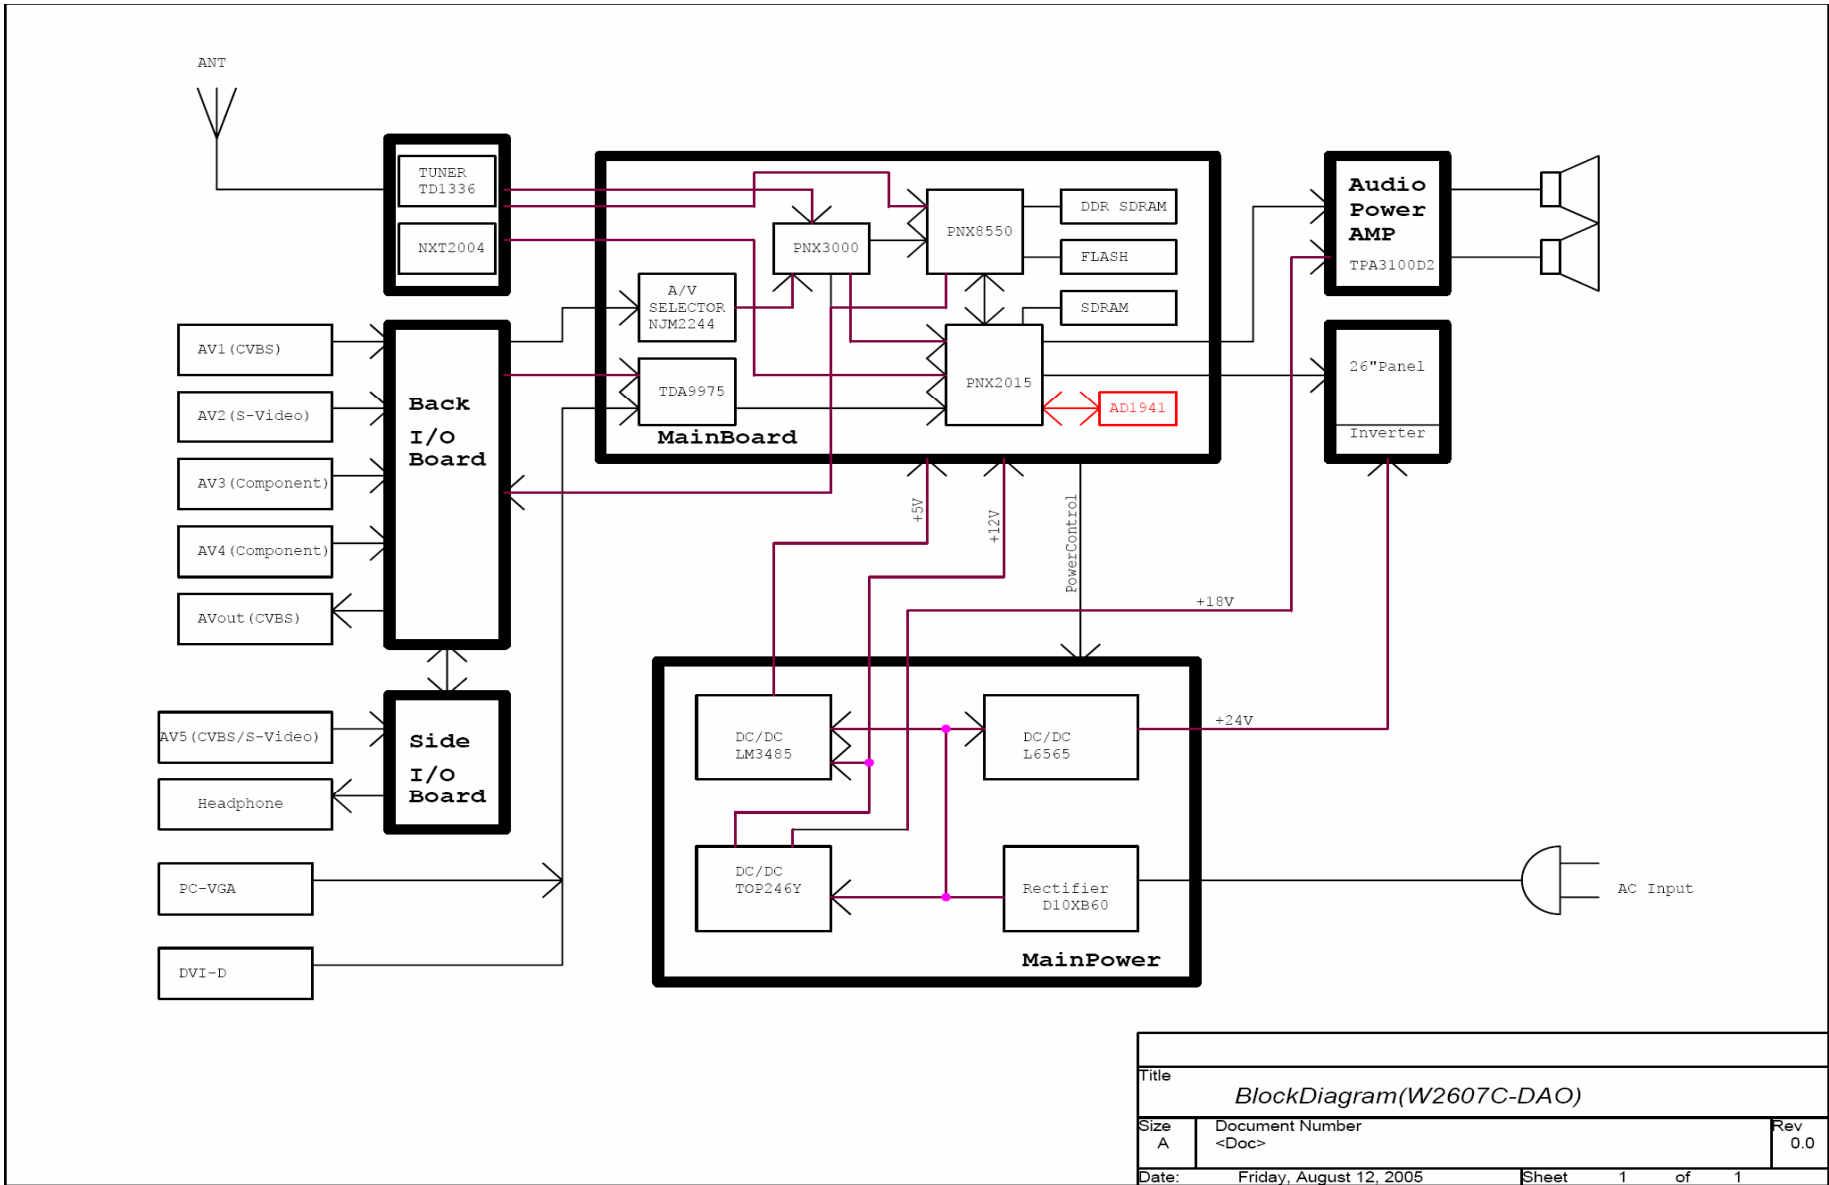 ANT
TUNER
TD1336
NXT2004
AV1(CVBS)
AV2(S-Video)
AV3(Component)
AV4(Component)
AVout(CVBS)
Back
I/O
Board
AV5(CVBS/S-Video)
Headphone
Side
I/O
Board
PC-VGA
DVI-D
PNX3000
PNX8550
DDR SDRAM
FLASH
SDRAM
A/V
SELECTOR
NJM2244
TDA9975
PNX2015
AD1941
MainBoard
Audio
Power
AMP
TPA3100D2
26"Panel
Inverter
+5V
+12V
PowerControl
+18V
+24V
DC/DC
LM3485
DC/DC
L6565
DC/DC
TOP246Y
Rectifier
D10XB60
MainPower
AC Input
Title
BlockDiagram(W2607C-DAO)
Size
A
Document Number
<Doc>
Rev
0.0
Date:
Friday, August 12, 2005
Sheet 1 of 1